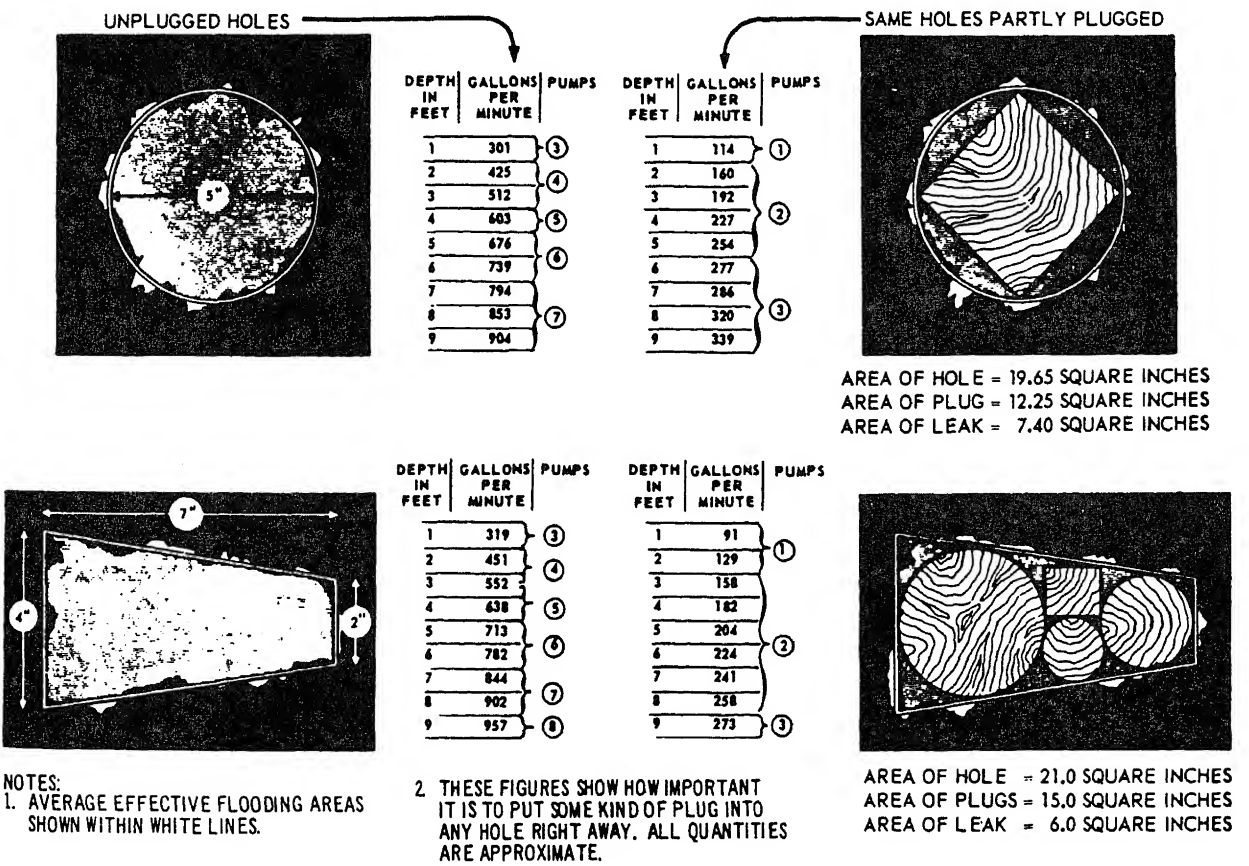 UNPLUGGED HOLES
SAME HOLES PARTLY PLUGGED
5"
DEPTH IN FEET GALLONS PER MINUTE PUMPS
1 301 3
2 425
3 512 4
4 603 5
5 676
6 739 6
7 794
8 853 7
9 904
DEPTH IN FEET GALLONS PER MINUTE PUMPS
1 114 1
2 160
3 192
4 227 2
5 254
6 277
7 286
8 320 3
9 339
AREA OF HOLE = 19.65 SQUARE INCHES
AREA OF PLUG = 12.25 SQUARE INCHES
AREA OF LEAK = 7.40 SQUARE INCHES
7"
4"
2"
DEPTH IN FEET GALLONS PER MINUTE PUMPS
1 319 3
2 451 4
3 552
4 638 5
5 713
6 782 6
7 844
8 902 7
9 957 8
DEPTH IN FEET GALLONS PER MINUTE PUMPS
1 91
2 129 1
3 158
4 182
5 204
6 224 2
7 241
8 258
9 273 3
NOTES:
1. AVERAGE EFFECTIVE FLOODING AREAS
SHOWN WITHIN WHITE LINES.
2. THESE FIGURES SHOW HOW IMPORTANT
IT IS TO PUT SOME KIND OF PLUG INTO
ANY HOLE RIGHT AWAY. ALL QUANTITIES
ARE APPROXIMATE.
AREA OF HOLE = 21.0 SQUARE INCHES
AREA OF PLUGS = 15.0 SQUARE INCHES
AREA OF LEAK = 6.0 SQUARE INCHES